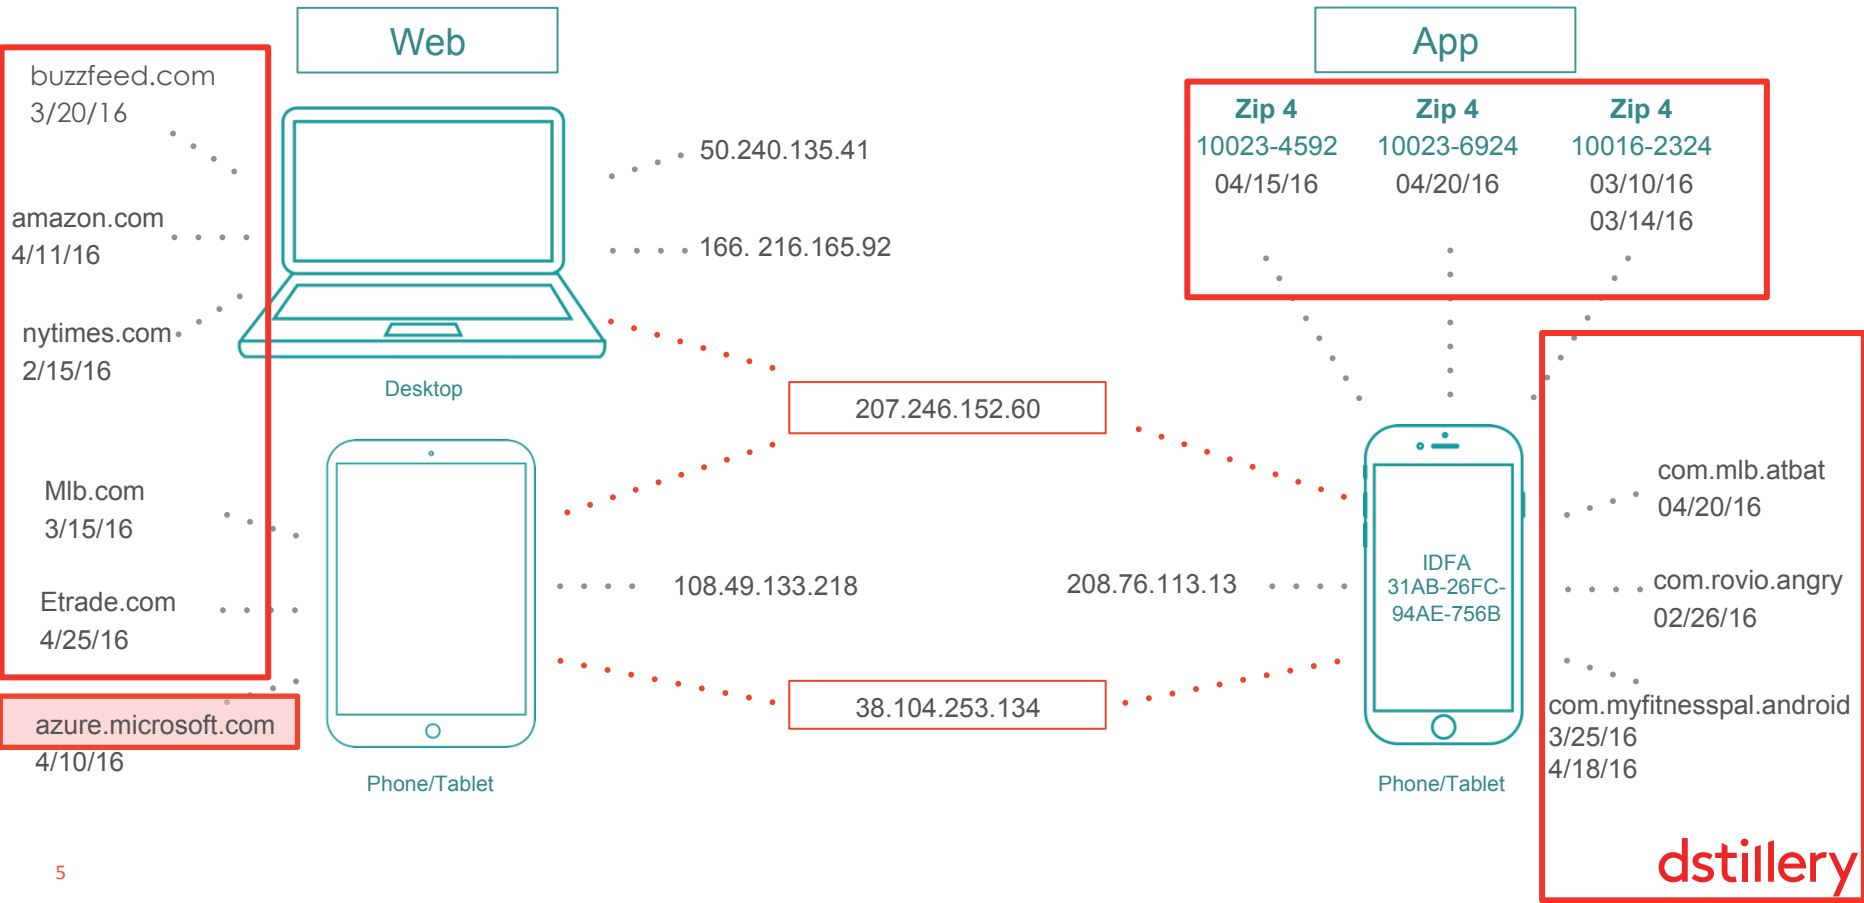 Web
App
buzzfeed.com
3/20/16
amazon.com
4/11/16
nytimes.com
2/15/16
Desktop
50.240.135.41
166. 216.165.92
Zip 4
10023-4592
04/15/16
Zip 4
10023-6924
04/20/16
Zip 4
10016-2324
03/10/16
03/14/16
207.246.152.60
Mlb.com
3/15/16
Etrade.com
4/25/16
azure.microsoft.com
4/10/16
Phone/Tablet
108.49.133.218
208.76.113.13
38.104.253.134
IDFA
31AB-26FC-
94AE-756B
Phone/Tablet
com.mlb.atbat
04/20/16
com.rovio.angry
02/26/16
com.myfitnesspal.android
3/25/16
4/18/16
5
dstillery